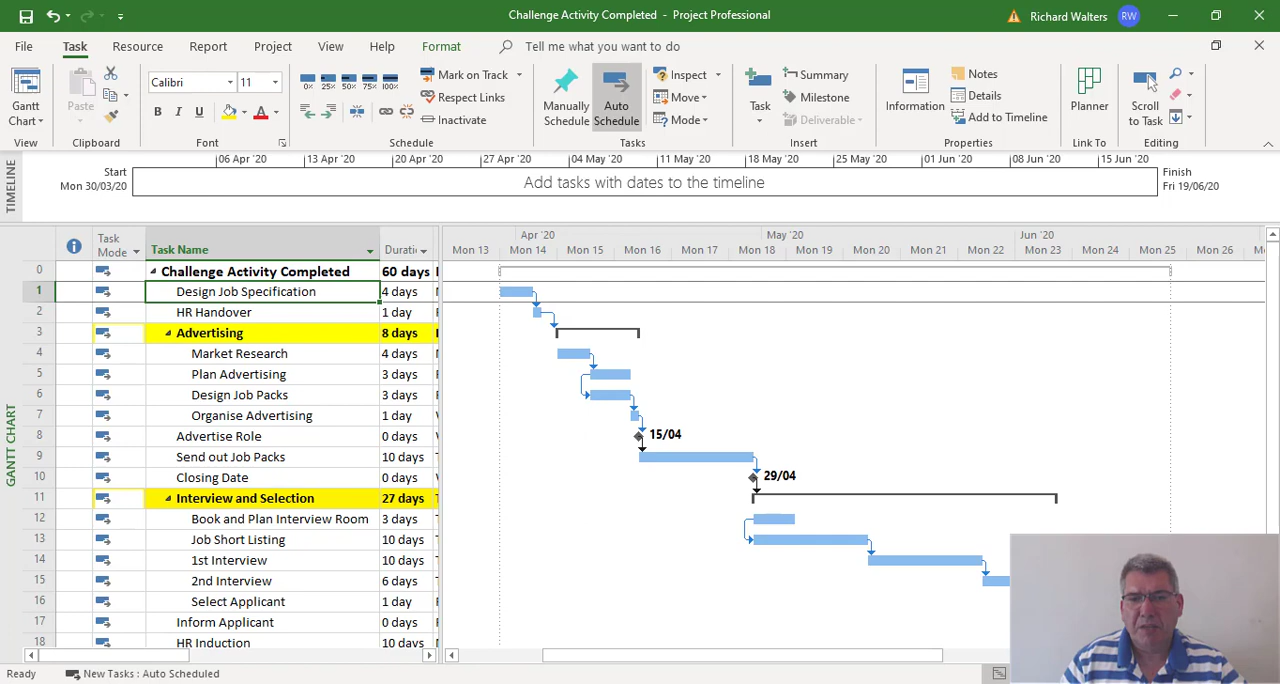 Challenge Activity Completed - Project Professional
Richard Walters RW
File Task Resource Report Project View Help Format Tell me what you want to do
Gantt Chart
View
Paste
Clipboard
Calibri 11
B I U A
Font
0% 25% 50% 75% 100%
Mark on Track
Respect Links
Inactivate
Schedule
Manually Schedule
Auto Schedule
Inspect
Move
Mode
Tasks
Task
Summary
Milestone
Deliverable
Insert
Information
Notes
Details
Add to Timeline
Properties
Planner
Link To
Scroll to Task
Editing
TIMELINE
06 Apr '20 13 Apr '20 20 Apr '20 27 Apr '20 04 May '20 11 May '20 18 May '20 25 May '20 01 Jun '20 08 Jun '20 15 Jun '20
Start
Mon 30/03/20
Add tasks with dates to the timeline
Finish
Fri 19/06/20
GANTT CHART
Task Mode Task Name Duratic
Apr '20 May '20 Jun '20
Mon 13 Mon 14 Mon 15 Mon 16 Mon 17 Mon 18 Mon 19 Mon 20 Mon 21 Mon 22 Mon 23 Mon 24 Mon 25 Mon 26
0 Challenge Activity Completed 60 days
1 Design Job Specification 4 days
2 HR Handover 1 day
3 Advertising 8 days
4 Market Research 4 days
5 Plan Advertising 3 days
6 Design Job Packs 3 days
7 Organise Advertising 1 day
8 Advertise Role 0 days 15/04
9 Send out Job Packs 10 days
10 Closing Date 0 days 29/04
11 Interview and Selection 27 days
12 Book and Plan Interview Room 3 days
13 Job Short Listing 10 days
14 1st Interview 10 days
15 2nd Interview 6 days
16 Select Applicant 1 day
17 Inform Applicant 0 days
18 HR Induction 10 days
Ready New Tasks : Auto Scheduled